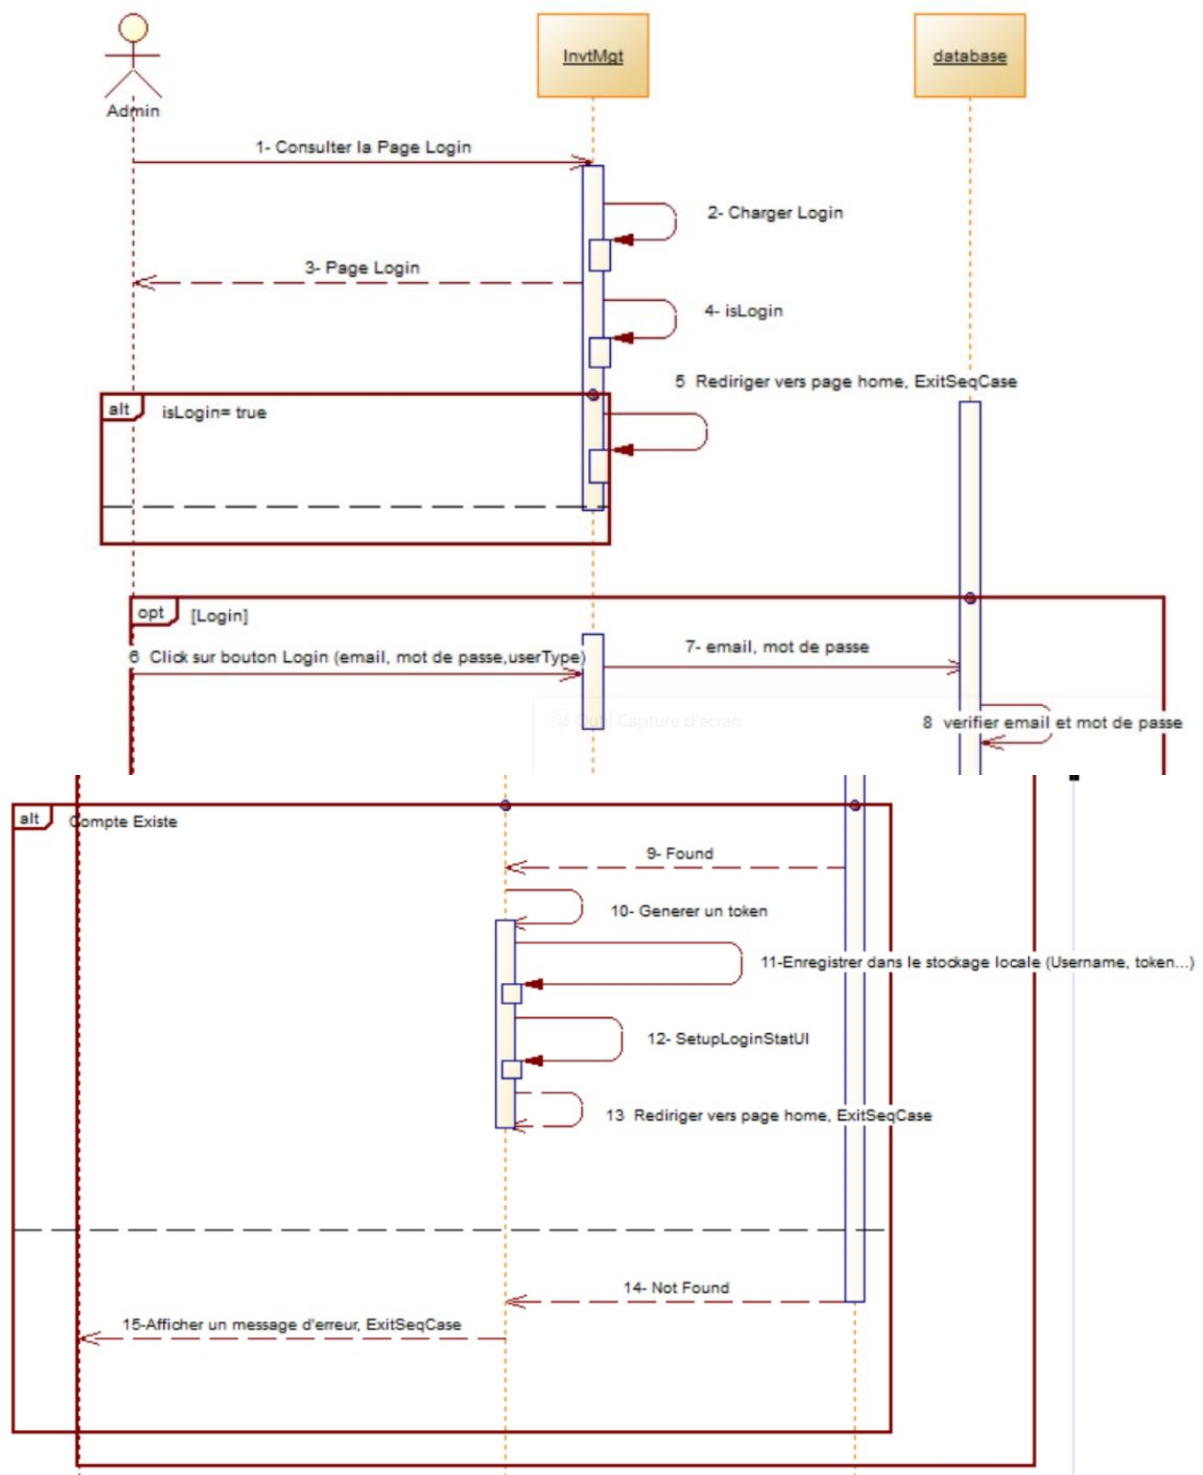 InvtMgt
database
Admin
1- Consulter la Page Login
2- Charger Login
3- Page Login
4- isLogin
5 Rediriger vers page home, ExitSeqCase
alt
isLogin= true
opt
[Login]
6 Click sur bouton Login (email, mot de passe,userType)
7- email, mot de passe
Outil Capture d'écran
8 verifier email et mot de passe
alt
Compte Existe
9- Found
10- Generer un token
11-Enregistrer dans le stockage locale (Username, token...)
12- SetupLoginStatUI
13 Rediriger vers page home, ExitSeqCase
14- Not Found
15-Afficher un message d'erreur, ExitSeqCase